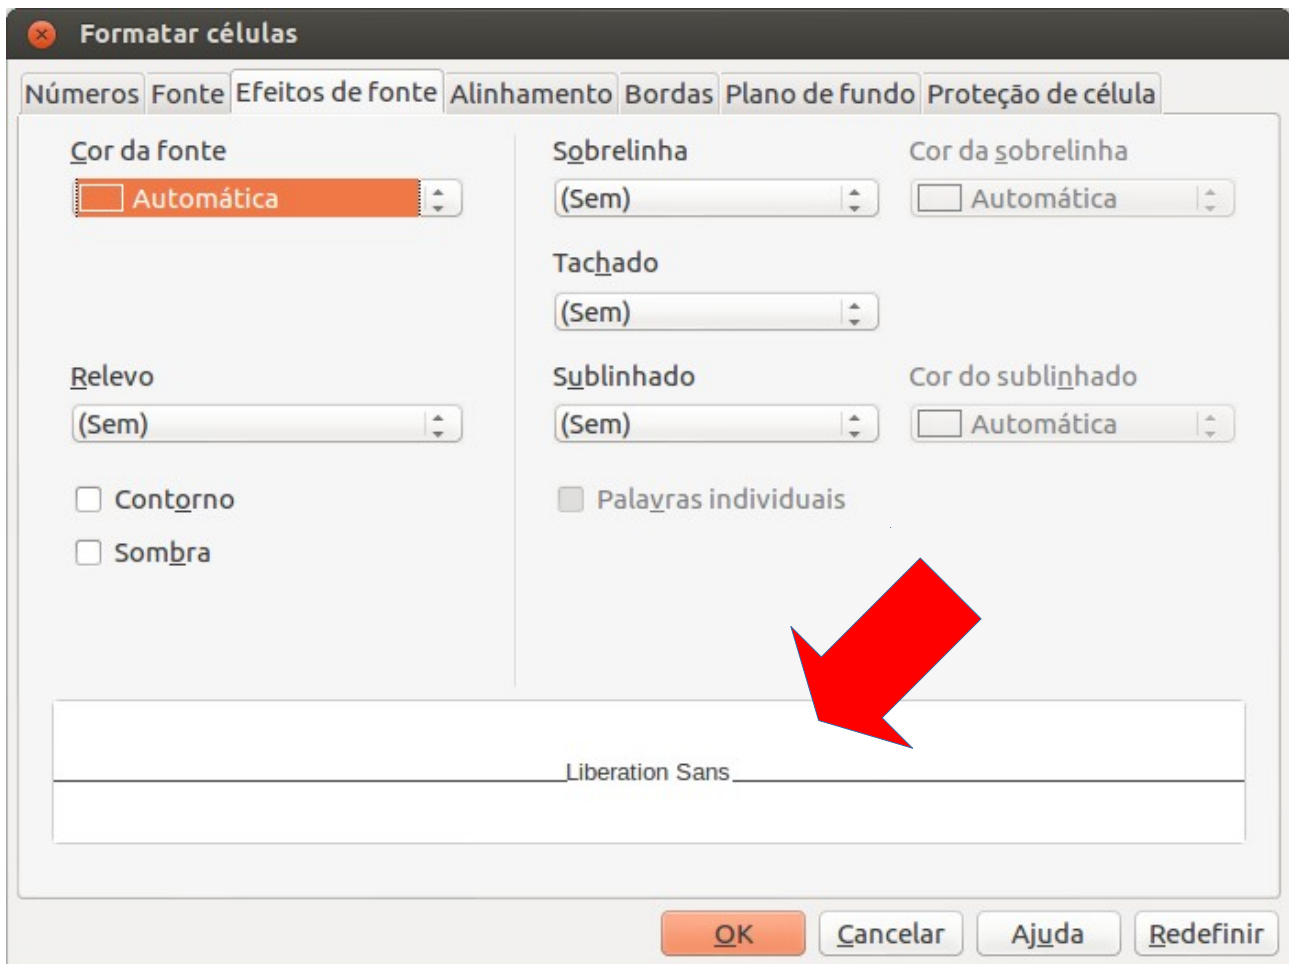 Formatar células
Números Fonte Efeitos de fonte Alinhamento Bordas Plano de fundo Proteção de célula
Cor da fonte
Automática
Sobrelinha
(Sem)
Cor da sobrelinha
Automática
Tachado
(Sem)
Relevo
(Sem)
Sublinhado
(Sem)
Cor do sublinhado
Automática
Contorno
Sombra
Palavras individuais
Liberation Sans
OK Cancelar Ajuda Redefinir